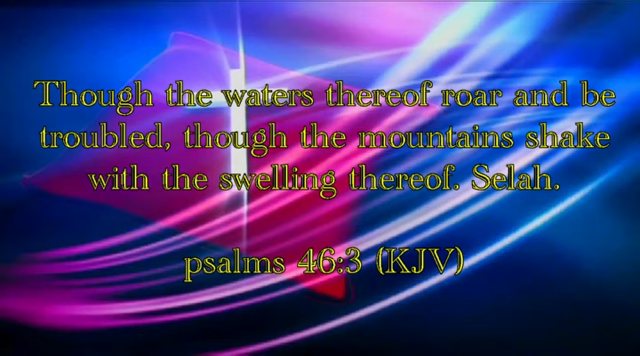 Though the waters thereof roar and be
troubled, though the mountains shake
with the swelling thereof. Selah.
psalms 46:3 (KJV)